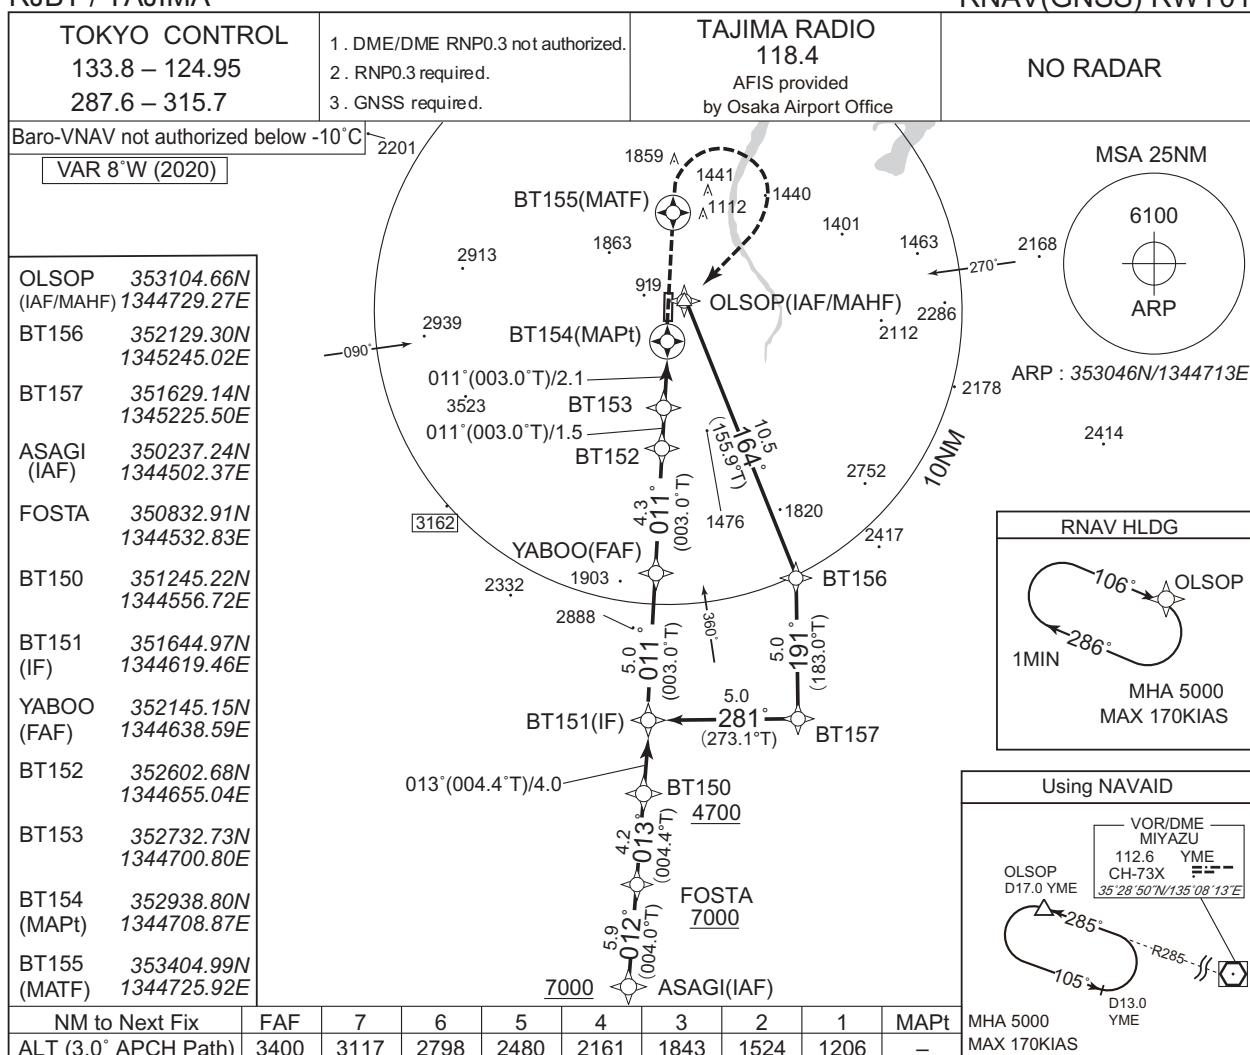 RJBT / TAJIMA
RNAV(GNSS) RWY01
TOKYO CONTROL
133.8 – 124.95
287.6 – 315.7
1 . DME/DME RNP0.3 not authorized.
2 . RNP0.3 required.
3 . GNSS required.
TAJIMA RADIO
118.4
AFIS provided
by Osaka Airport Office
NO RADAR
Baro-VNAV not authorized below -10˚C
VAR 8˚W (2020)
OLSOP 353104.66N
(IAF/MAHF) 1344729.27E
BT156 352129.30N
1345245.02E
BT157 351629.14N
1345225.50E
ASAGI 350237.24N
(IAF) 1344502.37E
FOSTA 350832.91N
1344532.83E
BT150 351245.22N
1344556.72E
BT151 351644.97N
(IF) 1344619.46E
YABOO 352145.15N
(FAF) 1344638.59E
BT152 352602.68N
1344655.04E
BT153 352732.73N
1344700.80E
BT154 352938.80N
(MAPt) 1344708.87E
BT155 353404.99N
(MATF) 1344725.92E
2201
1859
1441
1440
1112
BT155(MATF)
1401
1863
1463
2168
2913
270˚
919
OLSOP(IAF/MAHF)
2286
2112
2939
BT154(MAPt)
090˚
011˚(003.0˚T)/2.1
2178
3523
BT153
011˚(003.0˚T)/1.5
BT152
10.5
164˚
(155.9˚T)
10NM
2414
2752
4.3
011˚
(003.0˚T)
1476
1820
3162
2417
YABOO(FAF)
2332
1903
BT156
2888
360˚
5.0
011˚
(003.0˚T)
5.0
191˚
(183.0˚T)
5.0
281˚
(273.1˚T)
BT151(IF)
BT157
013˚(004.4˚T)/4.0
BT150
4700
4.2
013˚
(004.4˚T)
FOSTA
7000
5.9
012˚
(004.0˚T)
7000
ASAGI(IAF)
MSA 25NM
6100
ARP
ARP : 353046N/1344713E
RNAV HLDG
106˚
OLSOP
286˚
1MIN
MHA 5000
MAX 170KIAS
Using NAVAID
VOR/DME
MIYAZU
112.6 YME
CH-73X
35˚28´50˝N/135˚08´13˝E
OLSOP
D17.0 YME
285˚
R285
105˚
D13.0
YME
MHA 5000
MAX 170KIAS
NM to Next Fix FAF 7 6 5 4 3 2 1 MAPt
ALT (3.0˚ APCH Path) 3400 3117 2798 2480 2161 1843 1524 1206 –